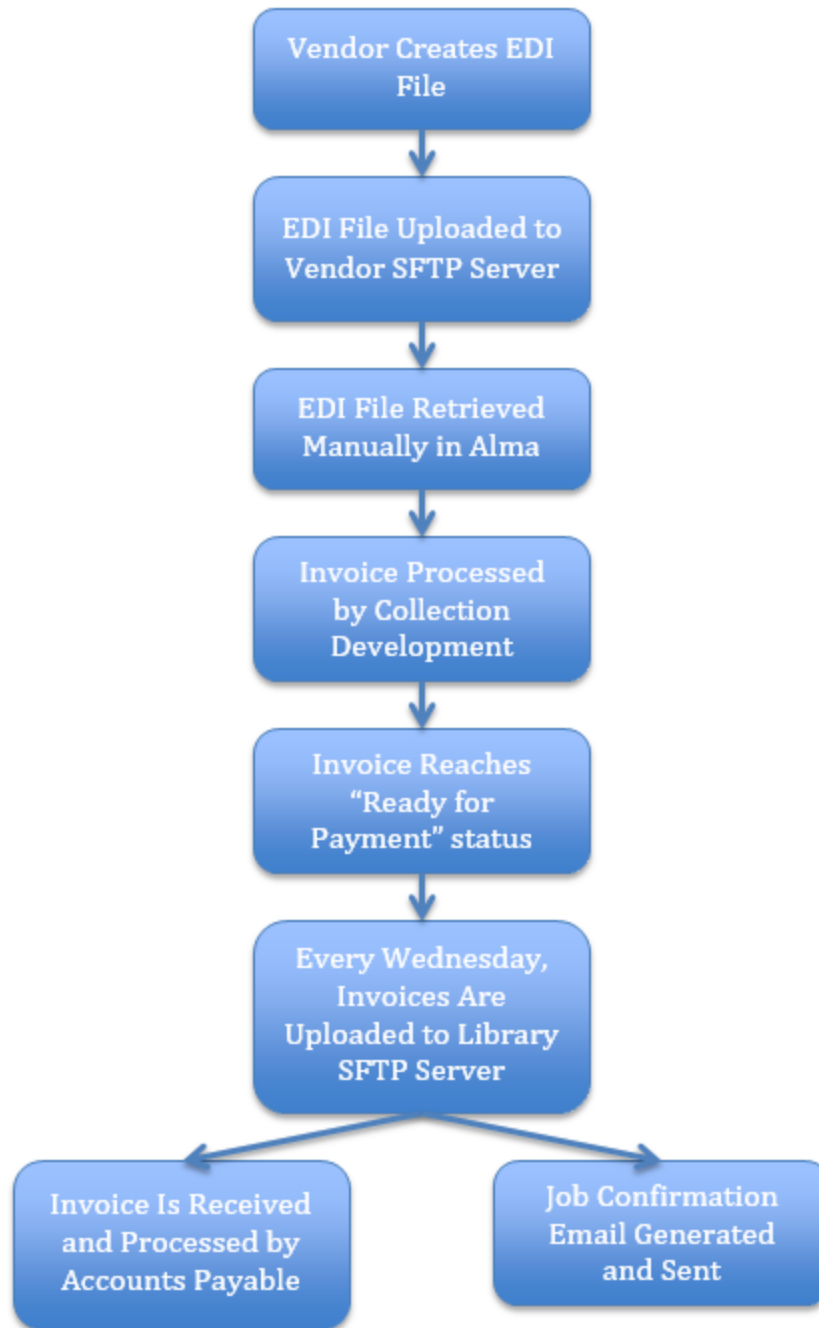 Vendor Creates EDI
File
EDI File Uploaded to
Vendor SFTP Server
EDI File Retrieved
Manually in Alma
Invoice Processed
by Collection
Development
Invoice Reaches
“Ready for
Payment” status
Every Wednesday,
Invoices Are
Uploaded to Library
SFTP Server
Invoice Is Received
and Processed by
Accounts Payable
Job Confirmation
Email Generated
and Sent